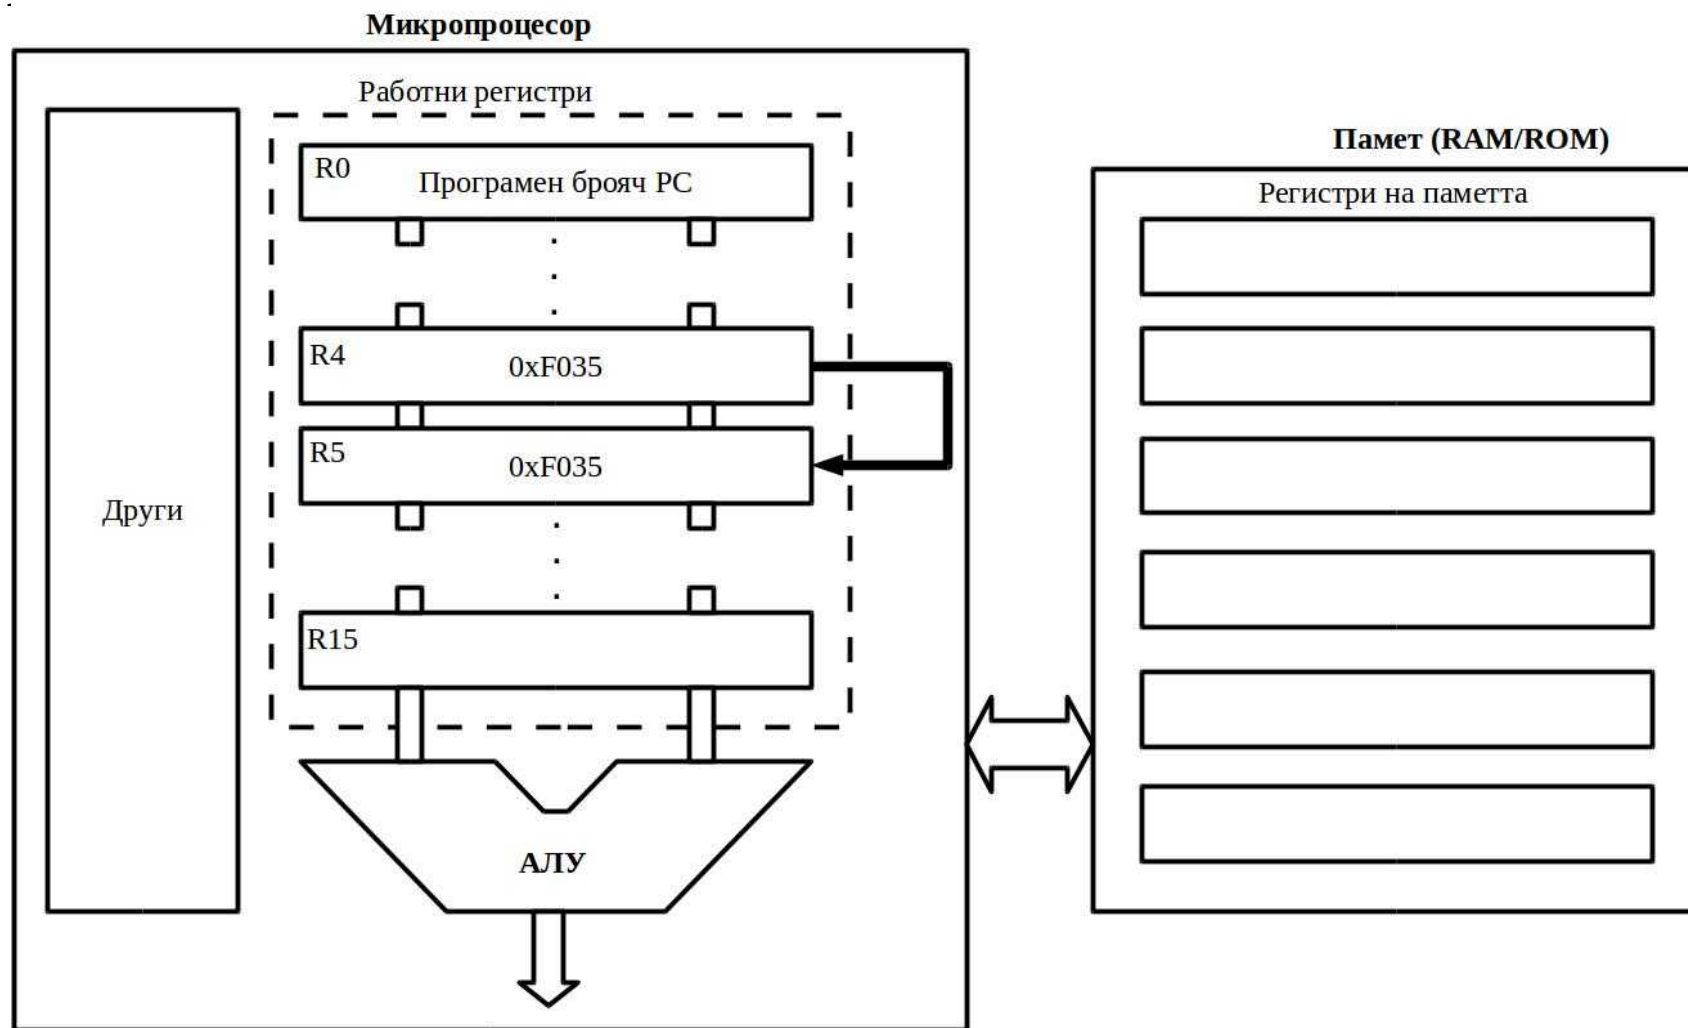 Микропроцесор
Работни регистри
R0
Програмен брояч PC
R4
0xF035
R5
0xF035
R15
Други
АЛУ
Памет (RAM/ROM)
Регистри на паметта